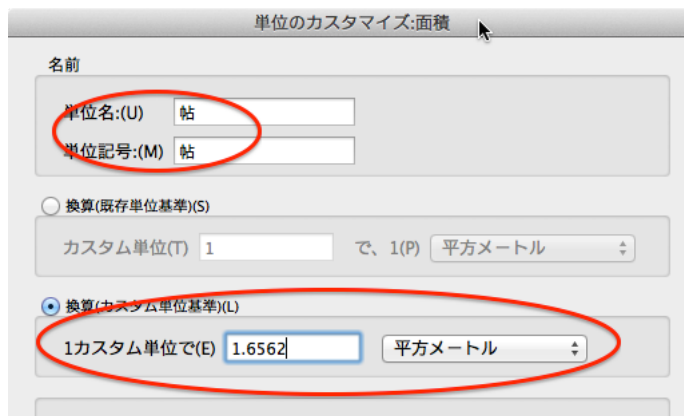 単位のカスタマイズ:面積
名前
単位名:(U) 帖
単位記号:(M) 帖
換算(既存単位基準)(S)
カスタム単位(T) 1 で、1(P) 平方メートル
換算(カスタム単位基準)(L)
1カスタム単位で(E) 1.6562 平方メートル